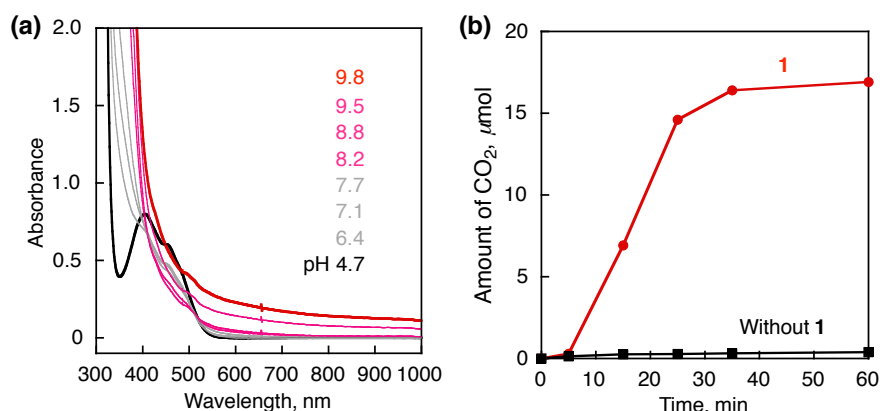 (a)
2.0
1.5
1.0
0.5
0
Absorbance
9.8
9.5
8.8
8.2
7.7
7.1
6.4
pH 4.7
300 400 500 600 700 800 900 1000
Wavelength, nm
(b)
20
15
10
5
0
Amount of CO₂, μmol
1
Without 1
0 10 20 30 40 50 60
Time, min